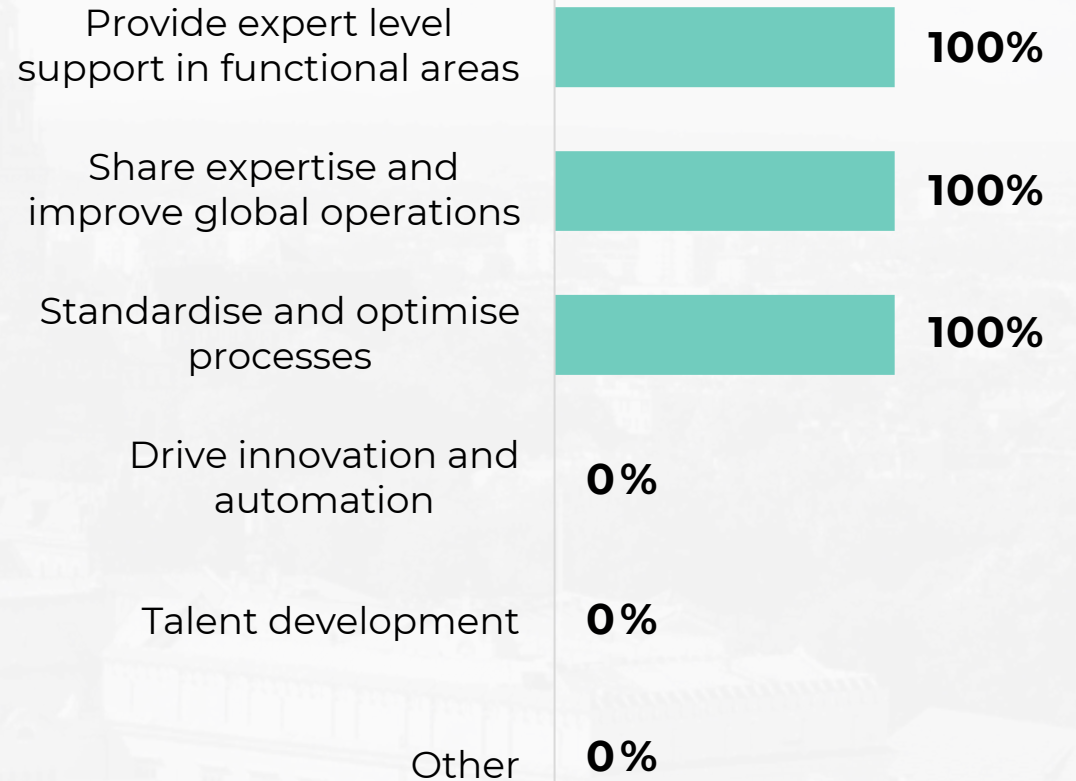 Provide expert level
support in functional areas
100%
Share expertise and
improve global operations
100%
Standardise and optimise
processes
100%
Drive innovation and
automation
0%
Talent development
0%
Other
0%